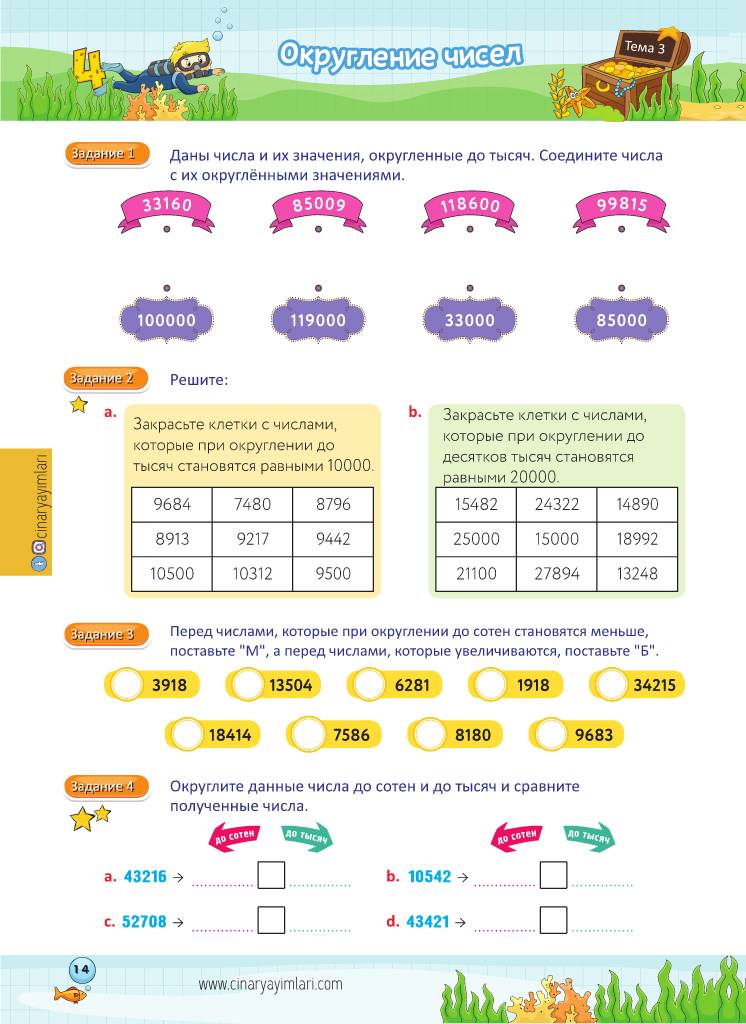 4
Округление чисел
Тема 3
Задание 1
Даны числа и их значения, округленные до тысяч. Соедините числа
с их округлёнными значениями.
33160 85009 118600 99815
100000 119000 33000 85000
Задание 2
Решите:
a.
Закрасьте клетки с числами,
которые при округлении до
тысяч становятся равными 10000.
9684 7480 8796
8913 9217 9442
10500 10312 9500
b.
Закрасьте клетки с числами,
которые при округлении до
десятков тысяч становятся
равными 20000.
15482 24322 14890
25000 15000 18992
21100 27894 13248
cinaryayimlari
Задание 3
Перед числами, которые при округлении до сотен становятся меньше,
поставьте "М", а перед числами, которые увеличиваются, поставьте "Б".
3918 13504 6281 1918 34215
18414 7586 8180 9683
Задание 4
Округлите данные числа до сотен и до тысяч и сравните
полученные числа.
до сотен до тысяч до сотен до тысяч
a. 43216 → .............. ..............  b. 10542 → .............. ..............
c. 52708 → .............. ..............  d. 43421 → .............. ..............
14
www.cinaryayimlari.com